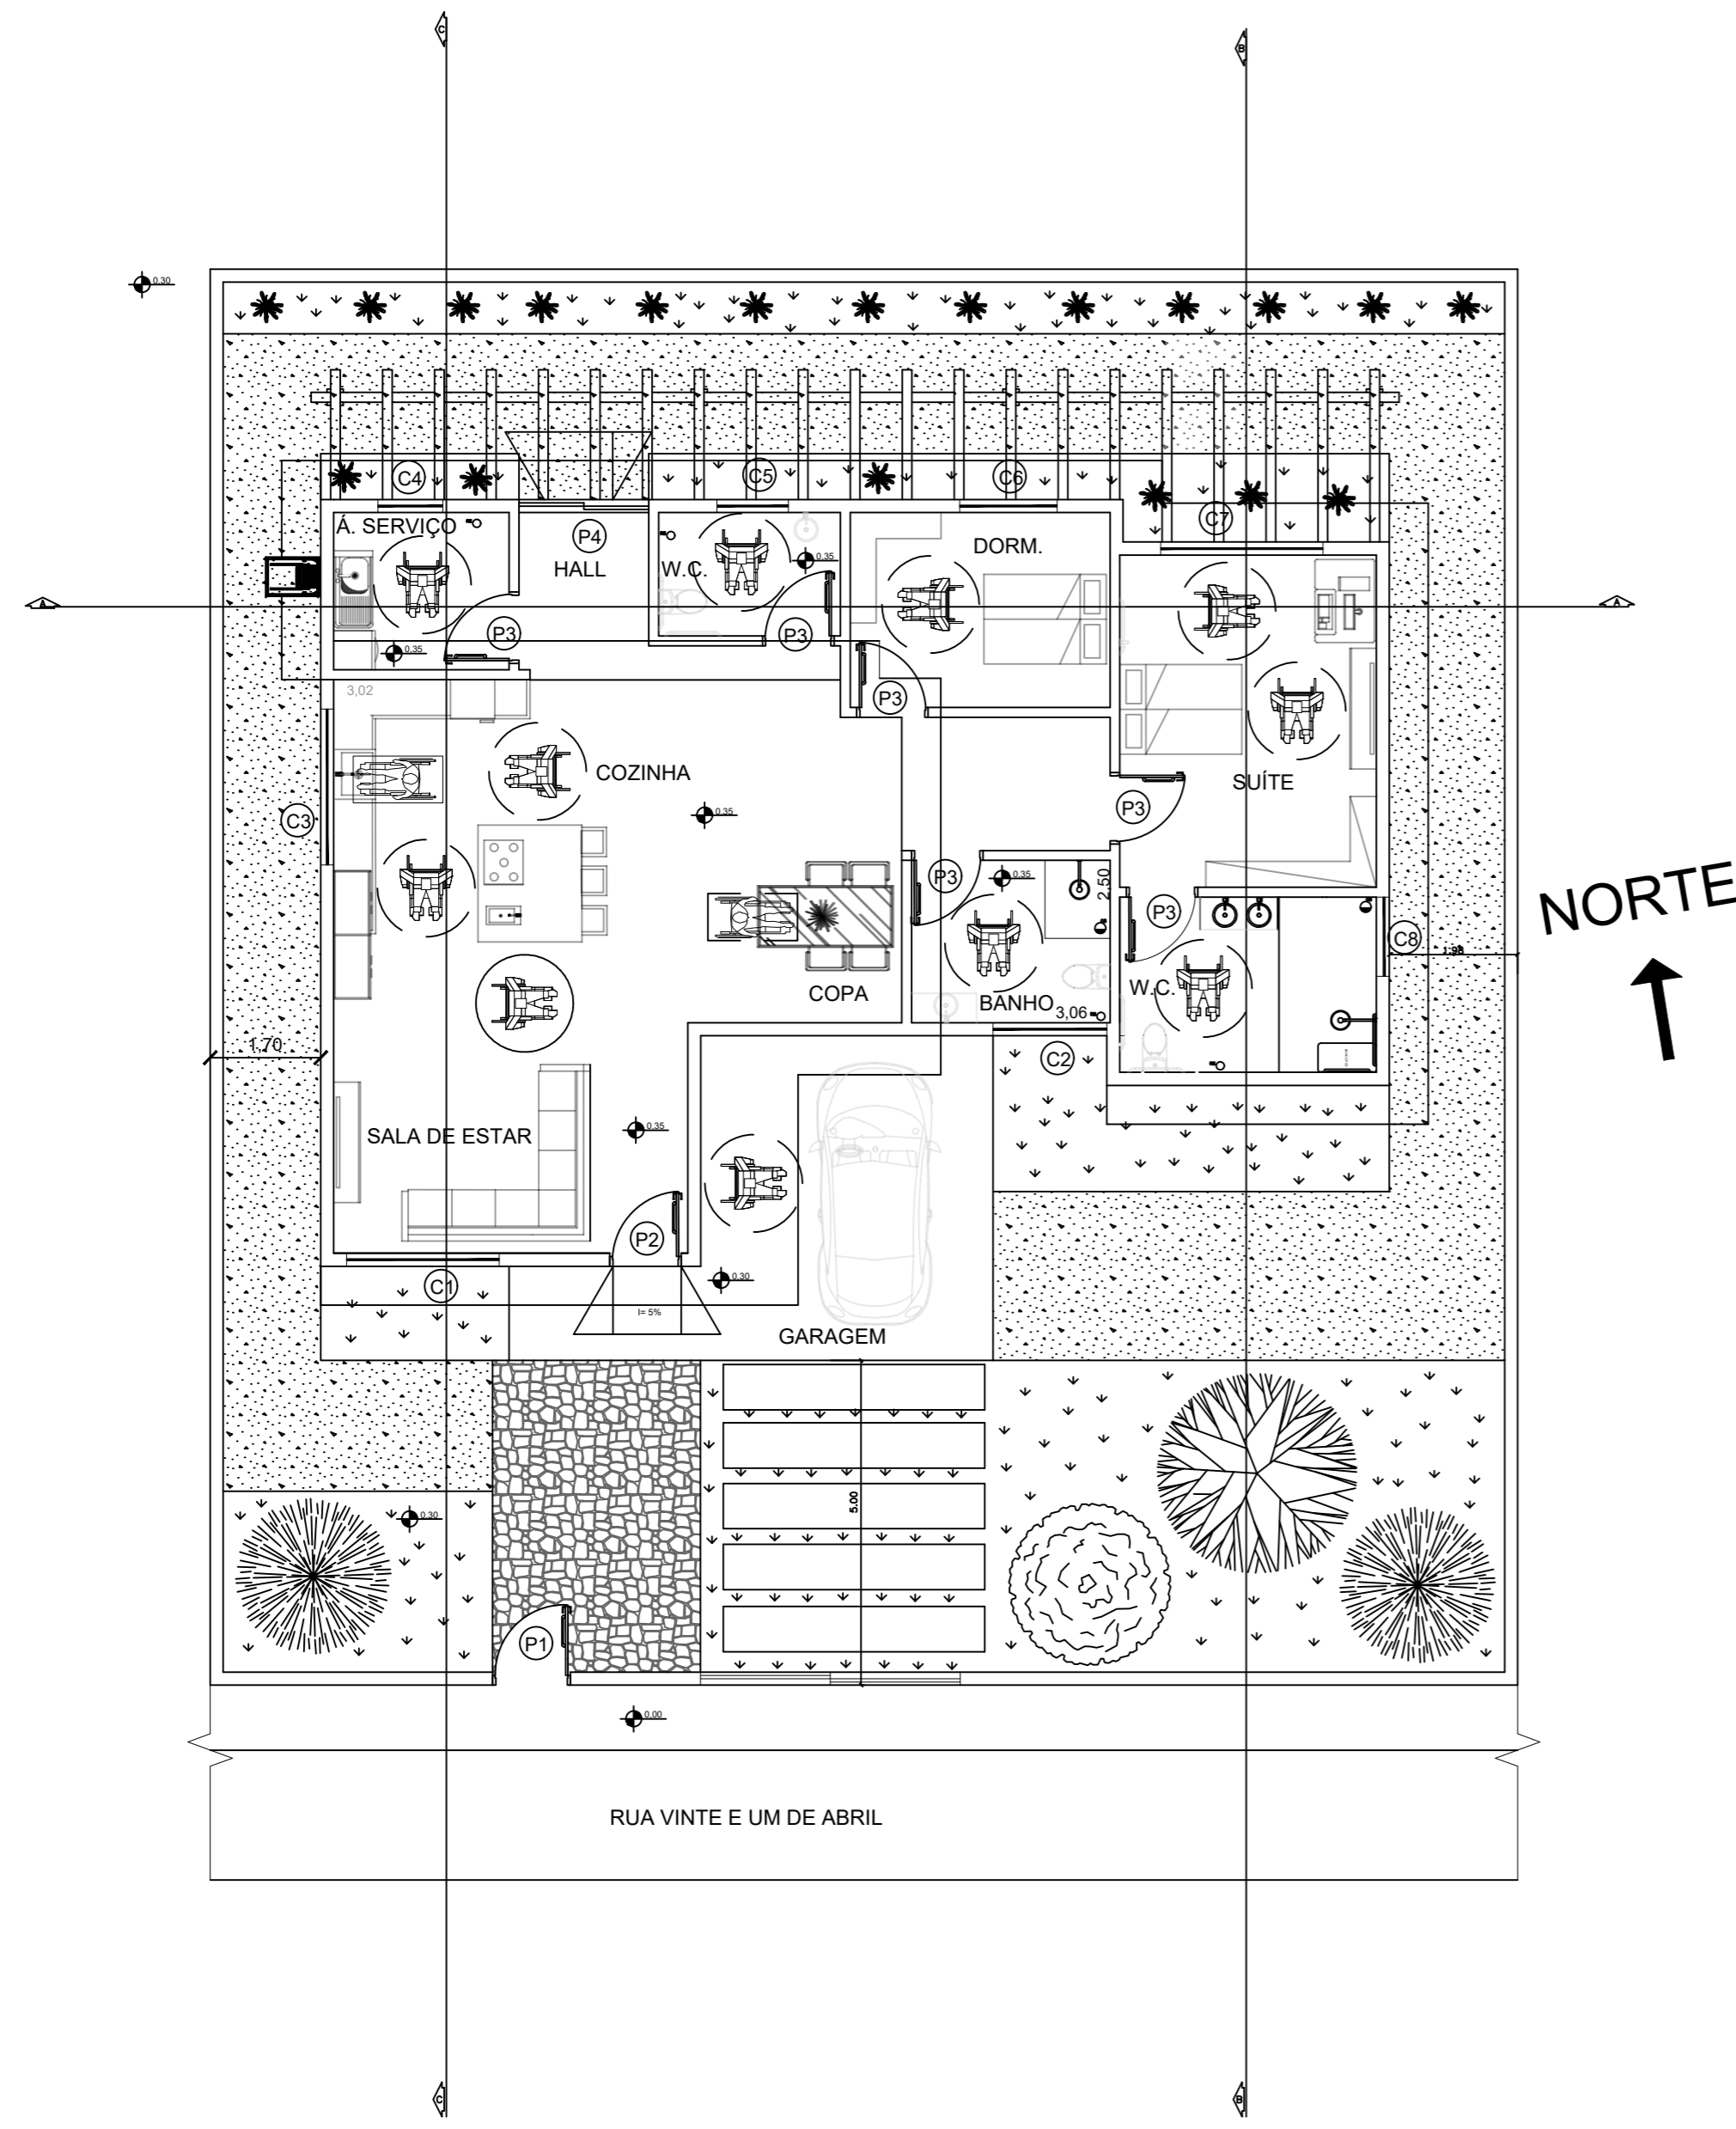 C
B
0.30
C4
C5
C6
C7
Á. SERVIÇO
P4
HALL
W.C.
0.35
DORM.
A
A
P3
P3
0.35
3,02
P3
COZINHA
SUÍTE
P3
C3
0.35
P3
0.35
2,50
P3
NORTE
C8
1,98
COPA
W.C.
BANHO
3,06
1,70
C2
SALA DE ESTAR
0.35
P2
0.30
C1
I= 5%
GARAGEM
5.00
0.30
P1
0.00
RUA VINTE E UM DE ABRIL
C
B